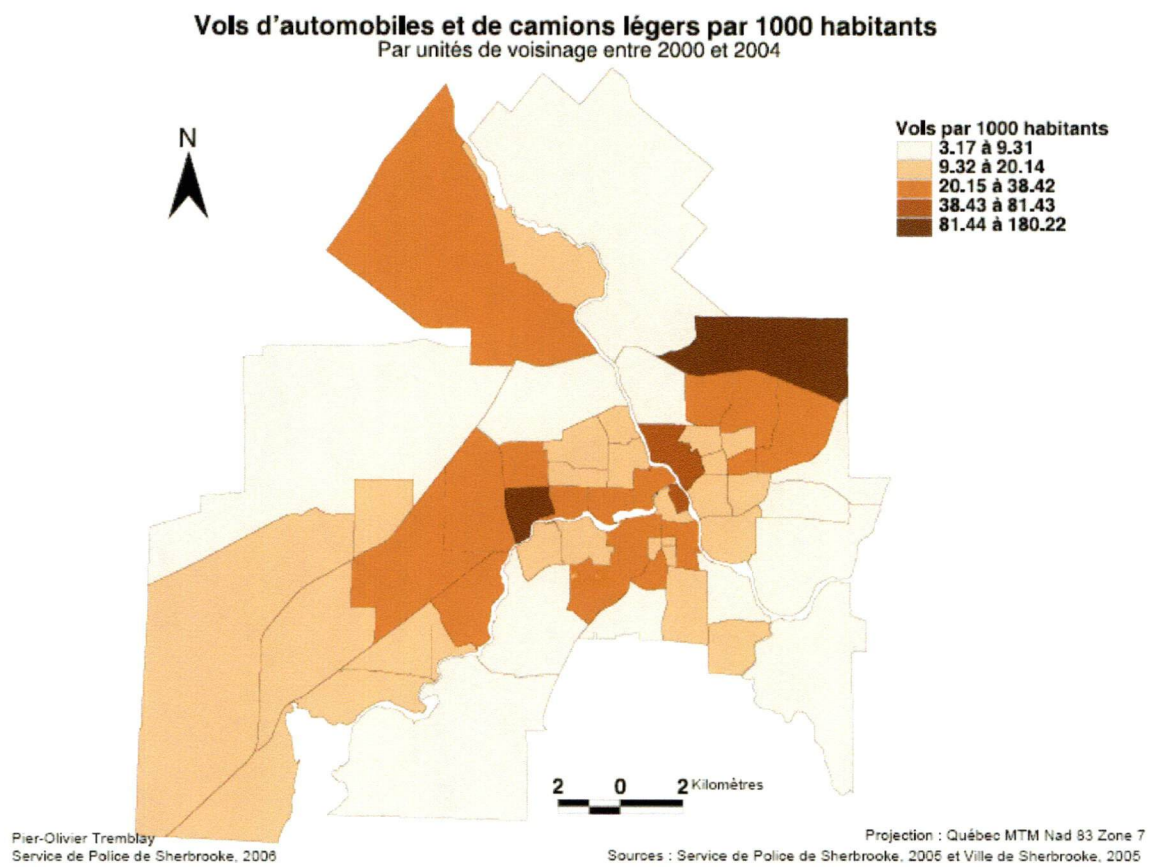 Vols d'automobiles et de camions légers par 1000 habitants
Par unités de voisinage entre 2000 et 2004
N
Vols par 1000 habitants
3.17 à 9.31
9.32 à 20.14
20.15 à 38.42
38.43 à 81.43
81.44 à 180.22
2 0 2 Kilomètres
Pier-Olivier Tremblay
Service de Police de Sherbrooke, 2006
Projection : Québec MTM Nad 83 Zone 7
Sources : Service de Police de Sherbrooke, 2005 et Ville de Sherbrooke, 2005